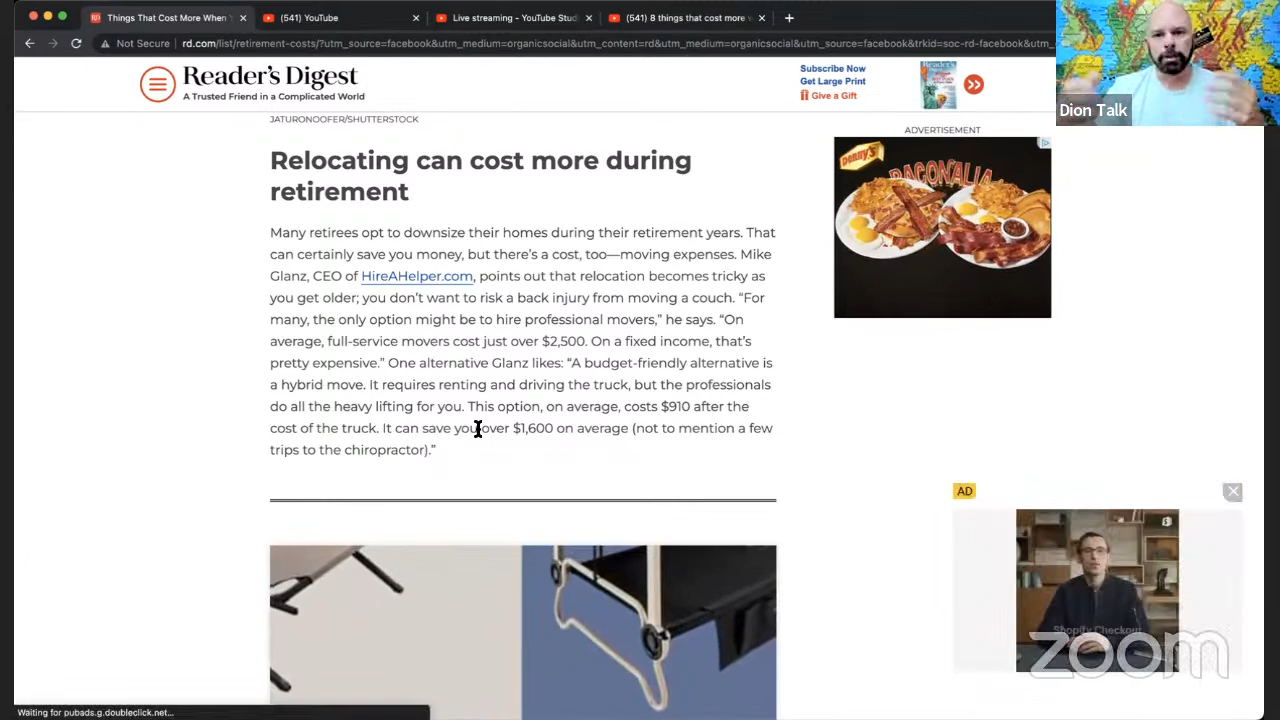 Things That Cost More When
(541) YouTube
Live streaming - YouTube Stud
(541) 8 things that cost more
Not Secure
rd.com/list/retirement-costs/?utm_source=facebook&utm_medium=organicsocial&utm_content=rd&utm_medium=organicsocial&utm_source=facebook&trkid=soc-rd-facebook&utm_
Reader's Digest
A Trusted Friend in a Complicated World
Subscribe Now
Get Large Print
Give a Gift
Dion Talk
JATURONOOFER/SHUTTERSTOCK
ADVERTISEMENT
Denny's
BACONALIA
Relocating can cost more during
retirement
Many retirees opt to downsize their homes during their retirement years. That
can certainly save you money, but there's a cost, too—moving expenses. Mike
Glanz, CEO of HireAHelper.com, points out that relocation becomes tricky as
you get older; you don't want to risk a back injury from moving a couch. “For
many, the only option might be to hire professional movers,” he says. “On
average, full-service movers cost just over $2,500. On a fixed income, that's
pretty expensive.” One alternative Glanz likes: “A budget-friendly alternative is
a hybrid move. It requires renting and driving the truck, but the professionals
do all the heavy lifting for you. This option, on average, costs $910 after the
cost of the truck. It can save you over $1,600 on average (not to mention a few
trips to the chiropractor).”
AD
Shopify Checkout
zoom
Waiting for pubads.g.doubleclick.net...